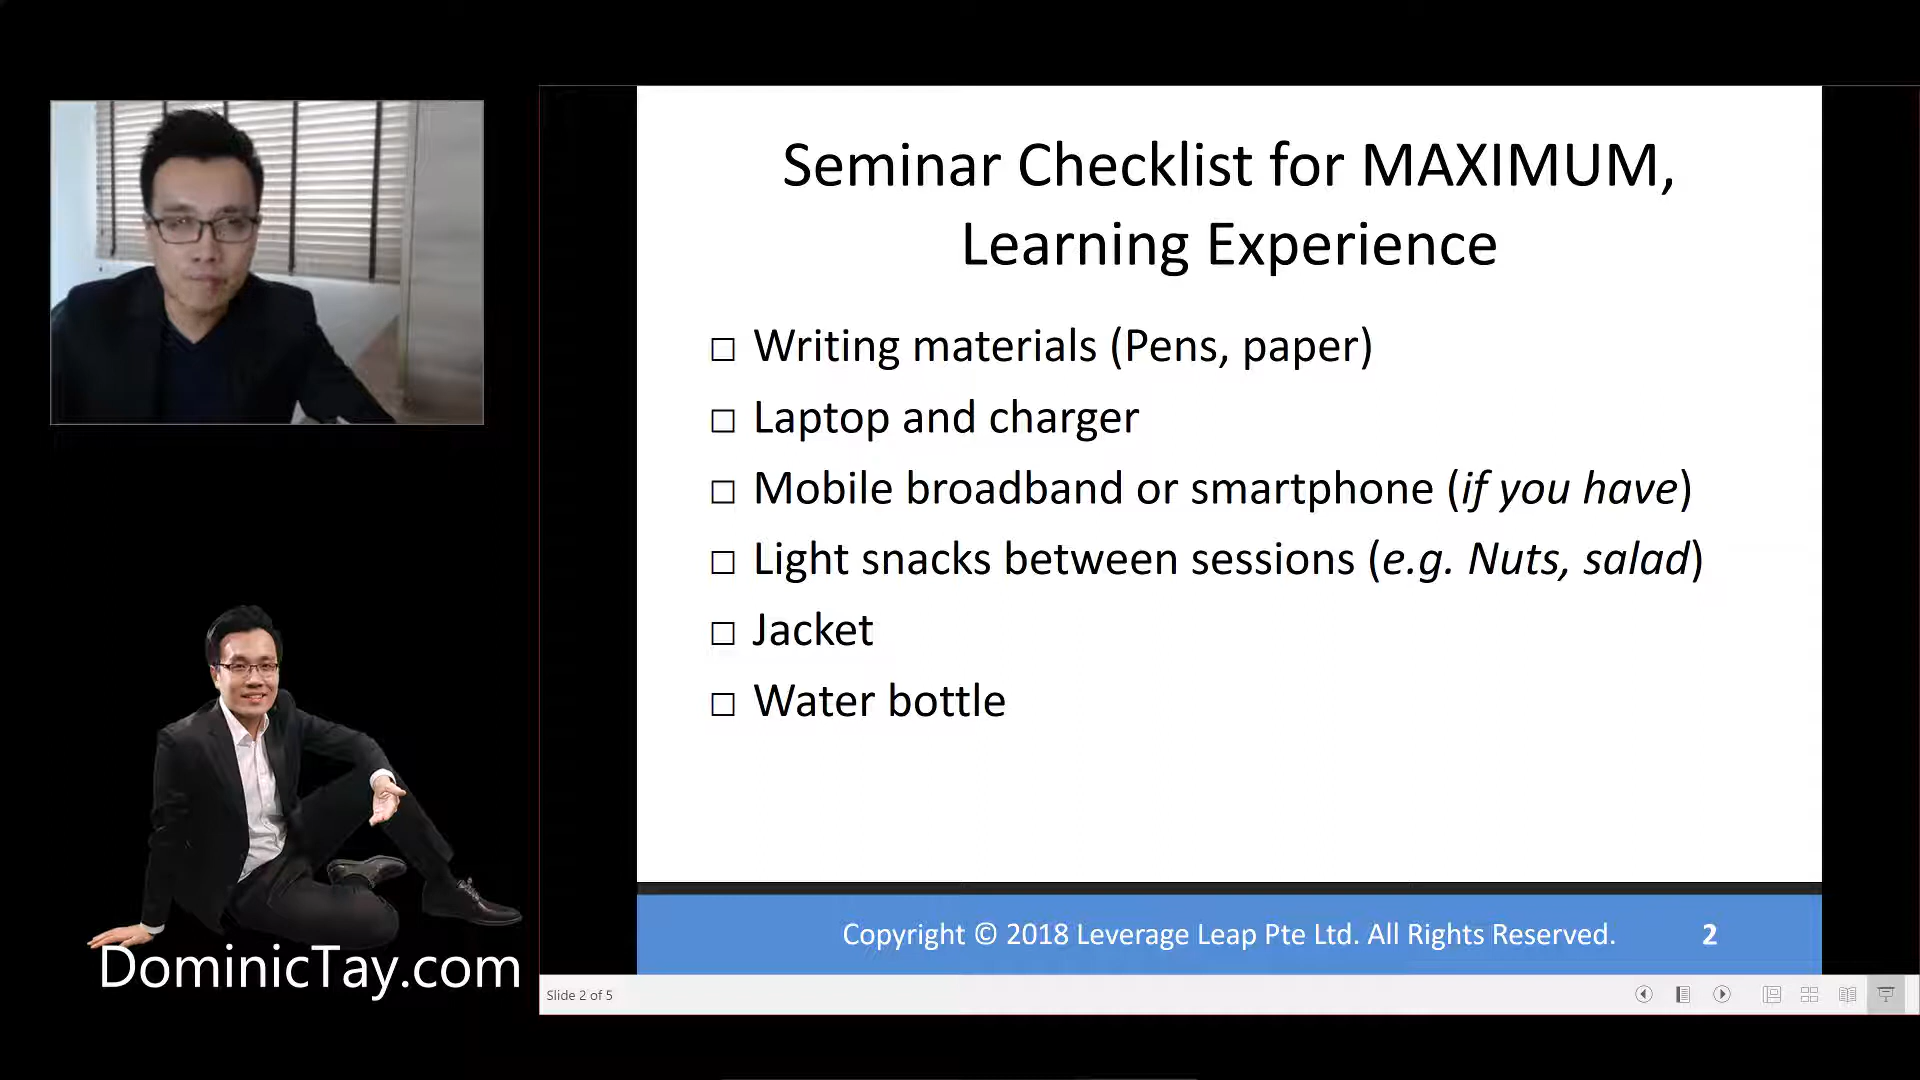 Seminar Checklist for MAXIMUM,
Learning Experience
□ Writing materials (Pens, paper)
□ Laptop and charger
□ Mobile broadband or smartphone (if you have)
□ Light snacks between sessions (e.g. Nuts, salad)
□ Jacket
□ Water bottle
Copyright © 2018 Leverage Leap Pte Ltd. All Rights Reserved. 2
DominicTay.com
Slide 2 of 5